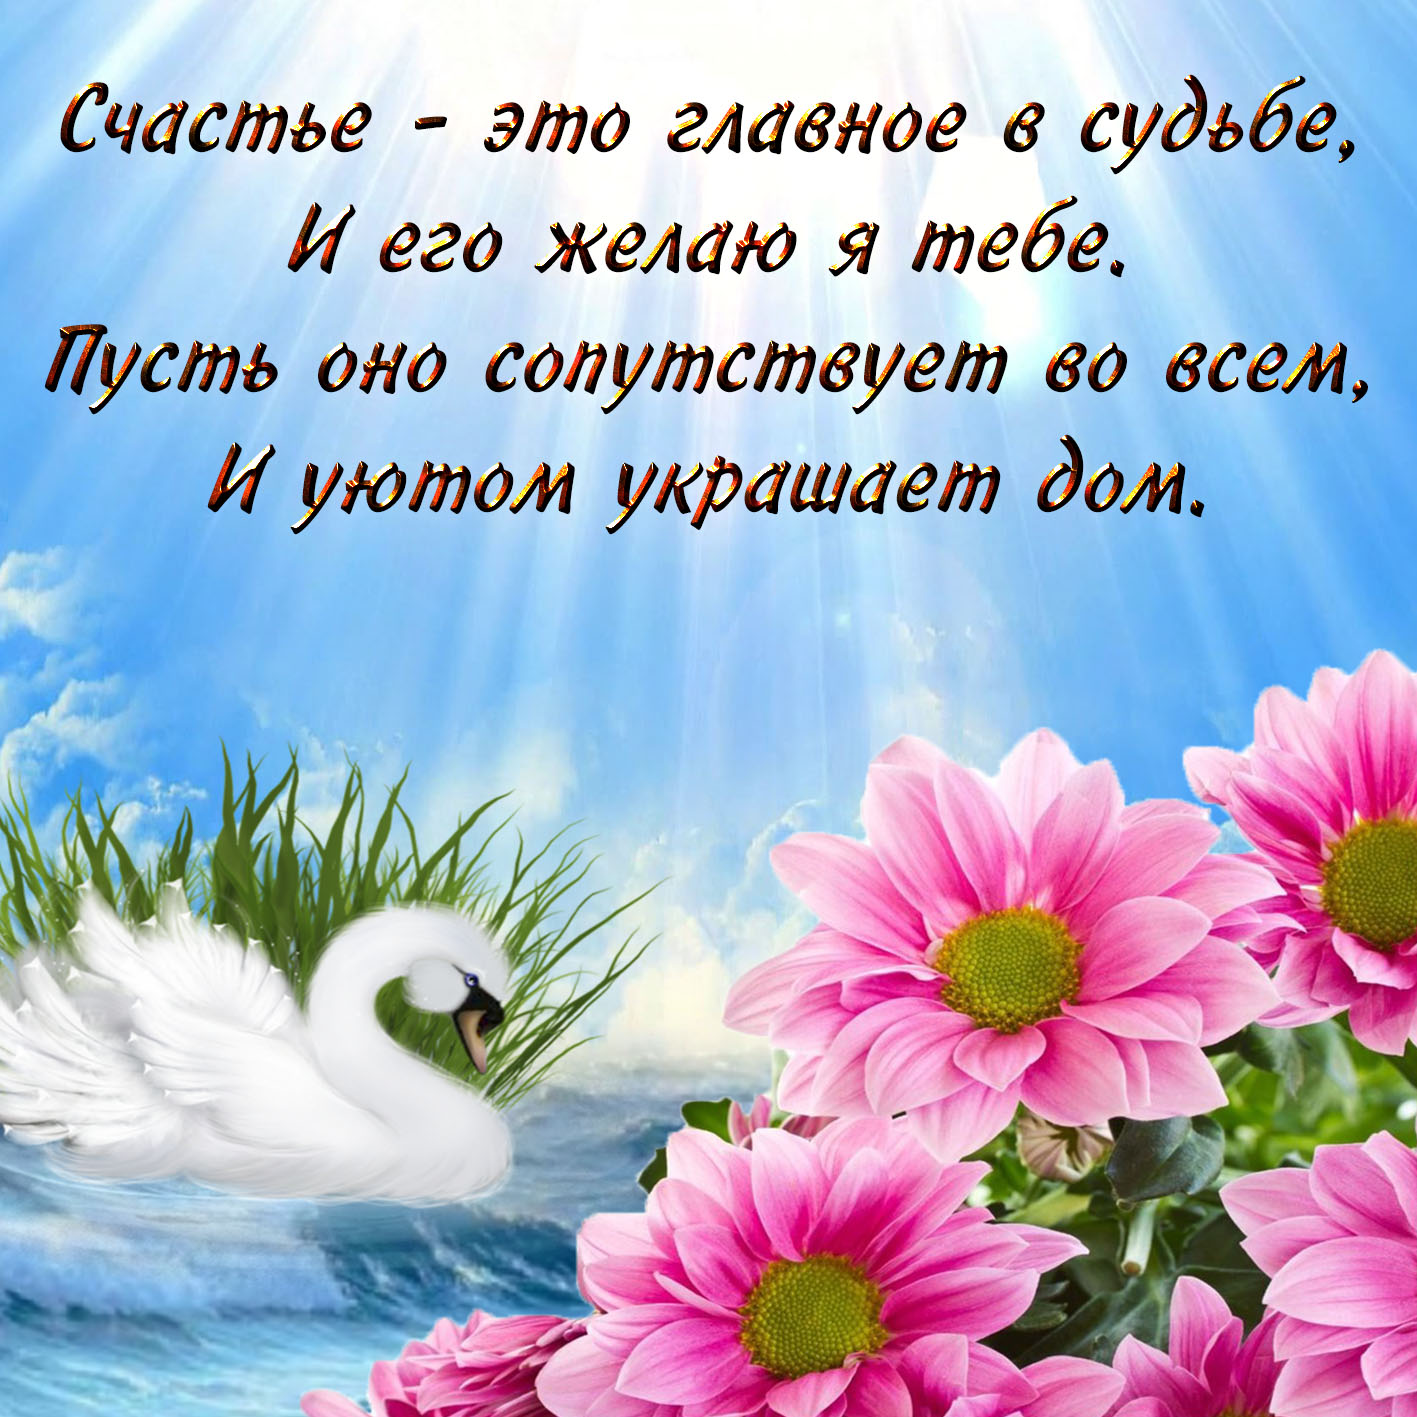 Счастье - это главное в судьбе,
И его желаю я тебе.
Пусть оно сопутствует во всем,
И уютом украшает дом.